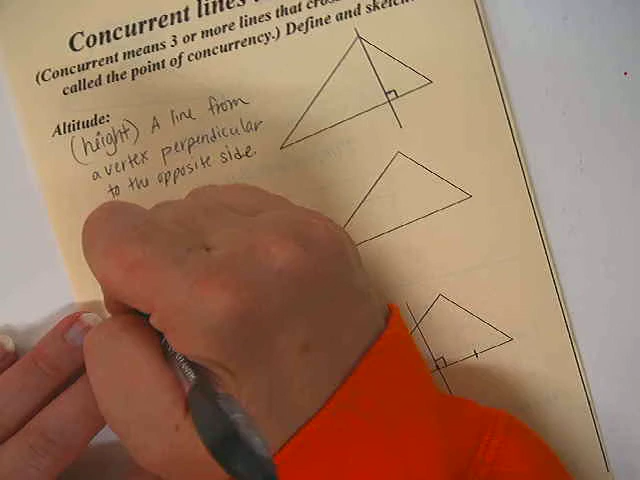 Concurrent lines
(Concurrent means 3 or more lines that
called the point of concurrency.) Define and sketch
Altitude:
(height) A line from
a vertex perpendicular
to the opposite side.